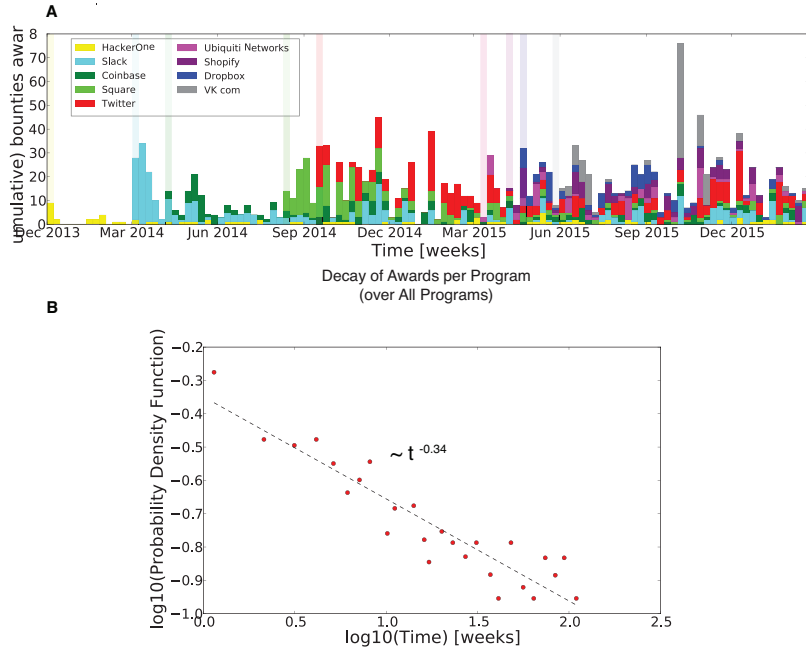 A
umulative) bounties awar
8
70
60
50
40
30
20
10
0
HackerOne
Slack
Coinbase
Square
Twitter
Ubiquiti Networks
Shopify
Dropbox
VK com
Dec 2013 Mar 2014 Jun 2014 Sep 2014 Dec 2014 Mar 2015 Jun 2015 Sep 2015 Dec 2015
Time [weeks]
Decay of Awards per Program
(over All Programs)
B
log10(Probability Density Function)
−0.2
−0.3
−0.4
−0.5
−0.6
−0.7
−0.8
−0.9
−1.0
~ t -0.34
0.0 0.5 1.0 1.5 2.0 2.5
log10(Time) [weeks]